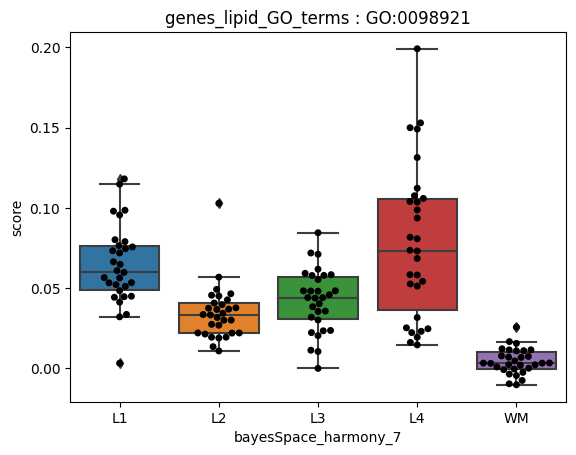 genes_lipid_GO_terms : GO:0098921
0.20
0.15
0.10
0.05
0.00
score
L1 L2 L3 L4 WM
bayesSpace_harmony_7